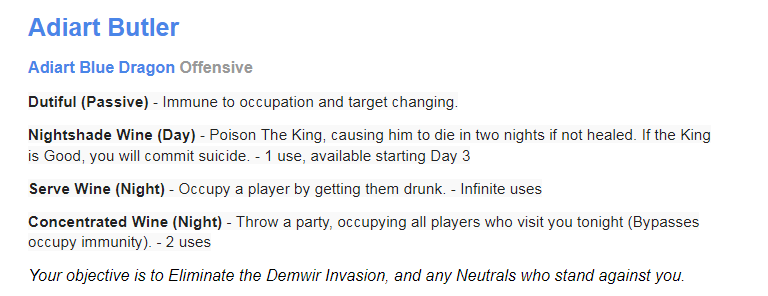 Adiart Butler
Adiart Blue Dragon Offensive
Dutiful (Passive) - Immune to occupation and target changing.
Nightshade Wine (Day) - Poison The King, causing him to die in two nights if not healed. If the King
is Good, you will commit suicide. - 1 use, available starting Day 3
Serve Wine (Night) - Occupy a player by getting them drunk. - Infinite uses
Concentrated Wine (Night) - Throw a party, occupying all players who visit you tonight (Bypasses
occupy immunity). - 2 uses
Your objective is to Eliminate the Demwir Invasion, and any Neutrals who stand against you.